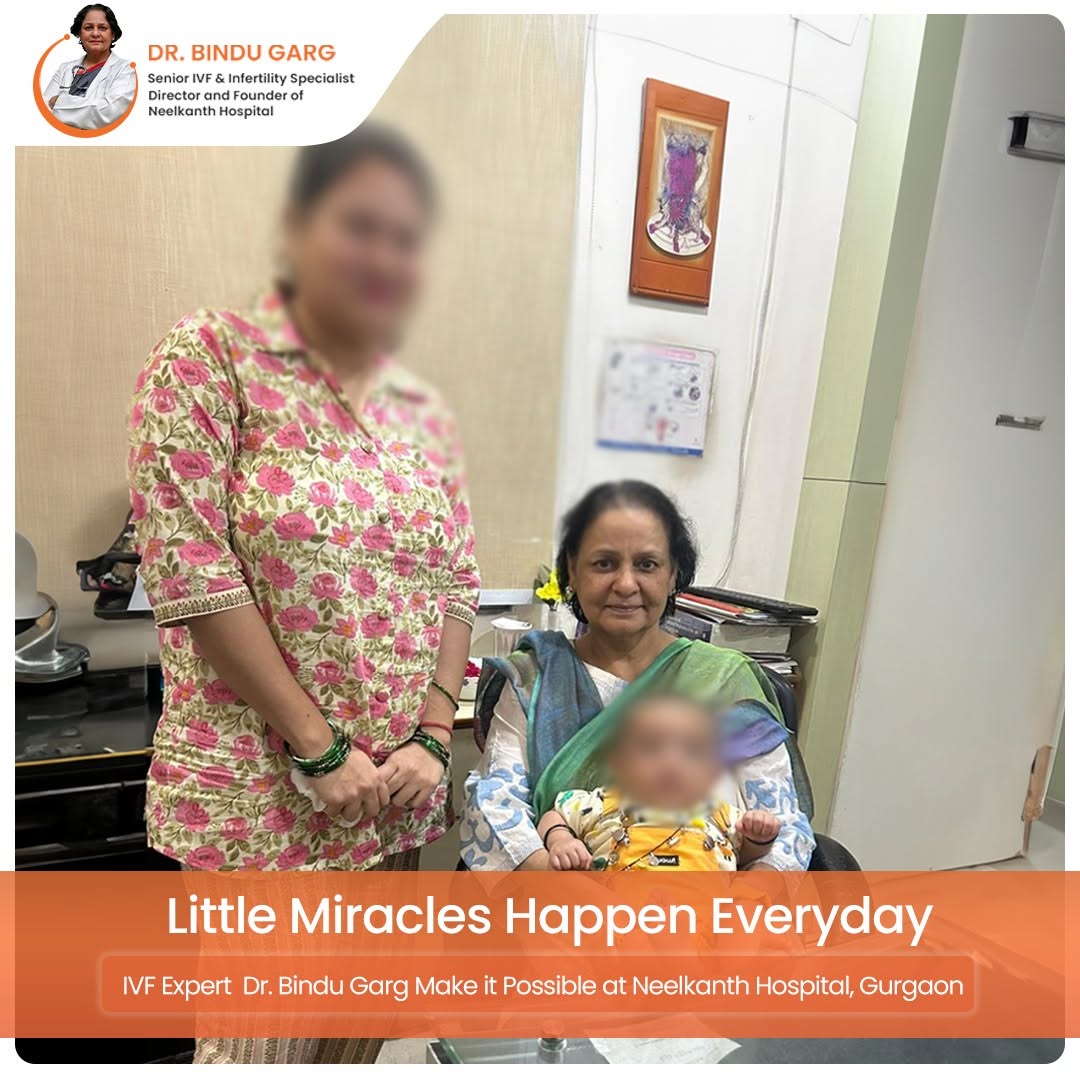 DR. BINDU GARG
Senior IVF & Infertility Specialist
Director and Founder of
Neelkanth Hospital
Little Miracles Happen Everyday
IVF Expert Dr. Bindu Garg Make it Possible at Neelkanth Hospital, Gurgaon